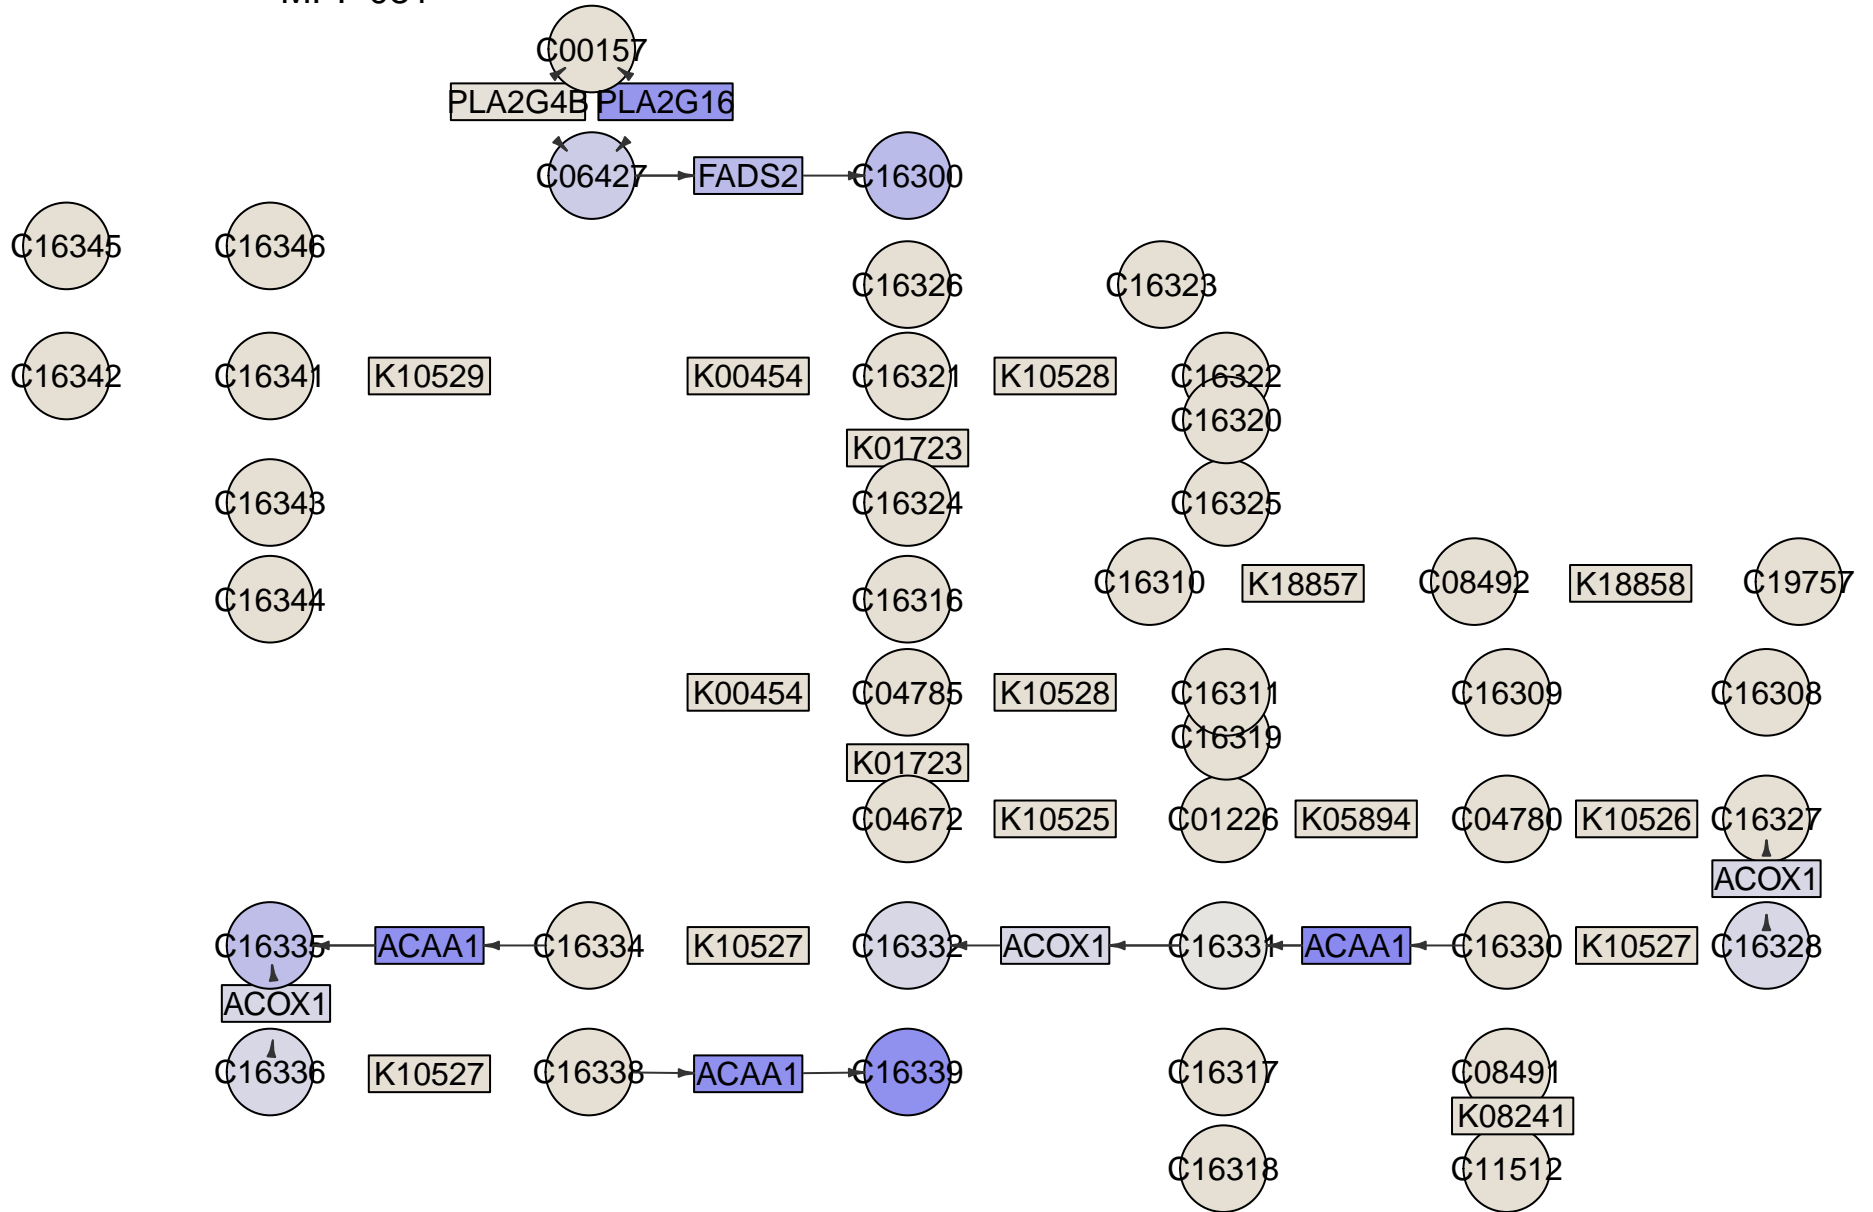 C00157
PLA2G4B PLA2G16
C06427 FADS2 C16300
C16345 C16346
C16326 C16323
C16342 C16341 K10529 K00454 C16321 K10528 C16322
C16320
K01723
C16343 C16324 C16325
C16310 K18857 C08492 K18858 C19757
C16344 C16316
K00454 C04785 K10528 C16311 C16309 C16308
C16319
K01723
C04672 K10525 C01226 K05894 C04780 K10526 C16327
ACOX1
C16335 ACAA1 C16334 K10527 C16332 ACOX1 C16331 ACAA1 C16330 K10527 C16328
ACOX1
C16336 K10527 C16338 ACAA1 C16339 C16317 C08491
K08241
C16318 C11512